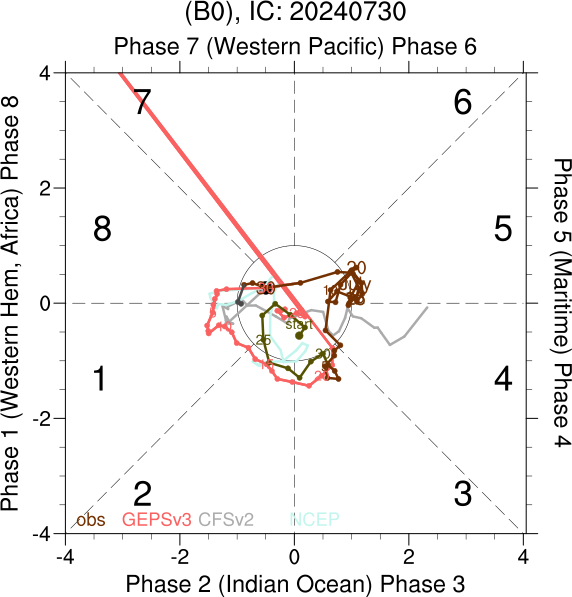 (B0), IC: 20240730
Phase 7 (Western Pacific) Phase 6
4
7
6
2
8
5
Phase 1 (Western Hem, Africa) Phase 8
Phase 5 (Maritime) Phase 4
20
30
0
start
25
1
4
-2
2
3
obs GEPSv3 CFSv2 NCEP
-4
-4 -2 0 2 4
Phase 2 (Indian Ocean) Phase 3